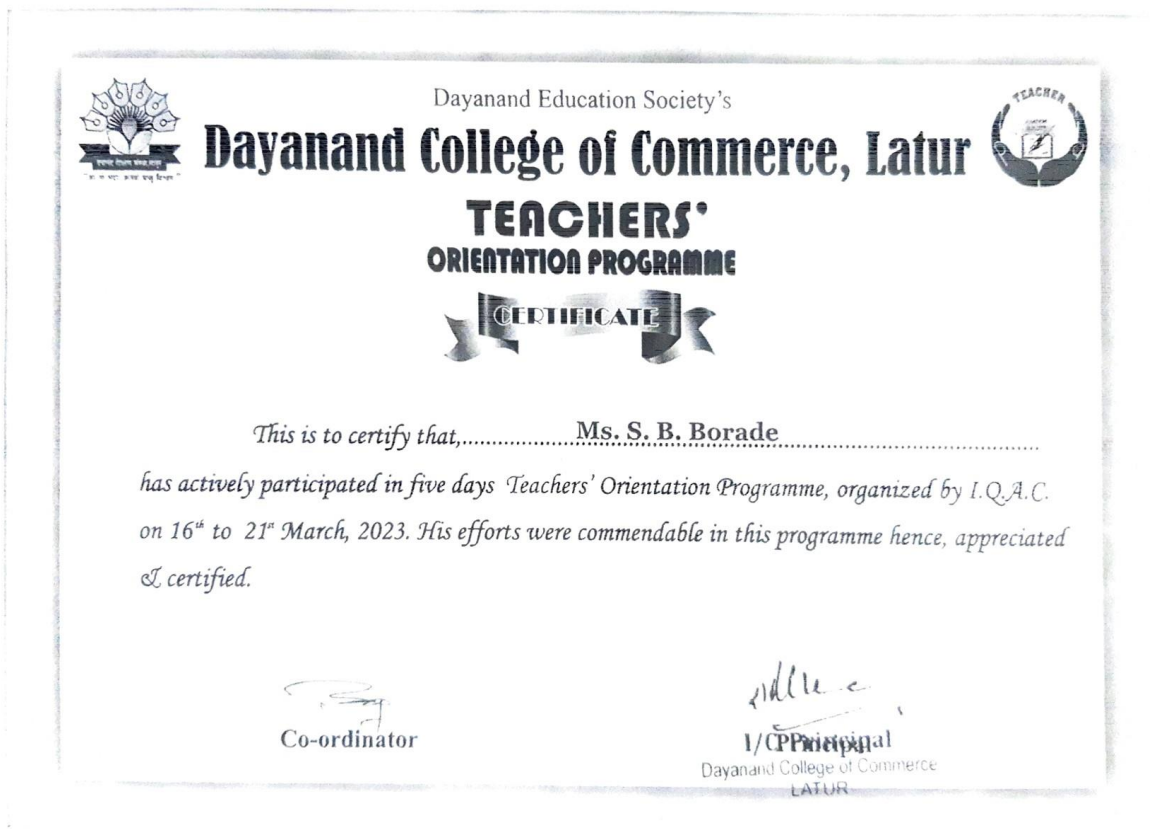 Dayanand Education Society's
Dayanand College of Commerce, Latur
TEACHER
TEACHERS'
ORIENTATION PROGRAMME
CERTIFICATE
This is to certify that,..................Ms. S. B. Borade..........................................
has actively participated in five days Teachers' Orientation Programme, organized by I.Q.A.C.
on 16th to 21st March, 2023. His efforts were commendable in this programme hence, appreciated
& certified.
Co-ordinator
I/C Principal
Dayanand College of Commerce
LATUR